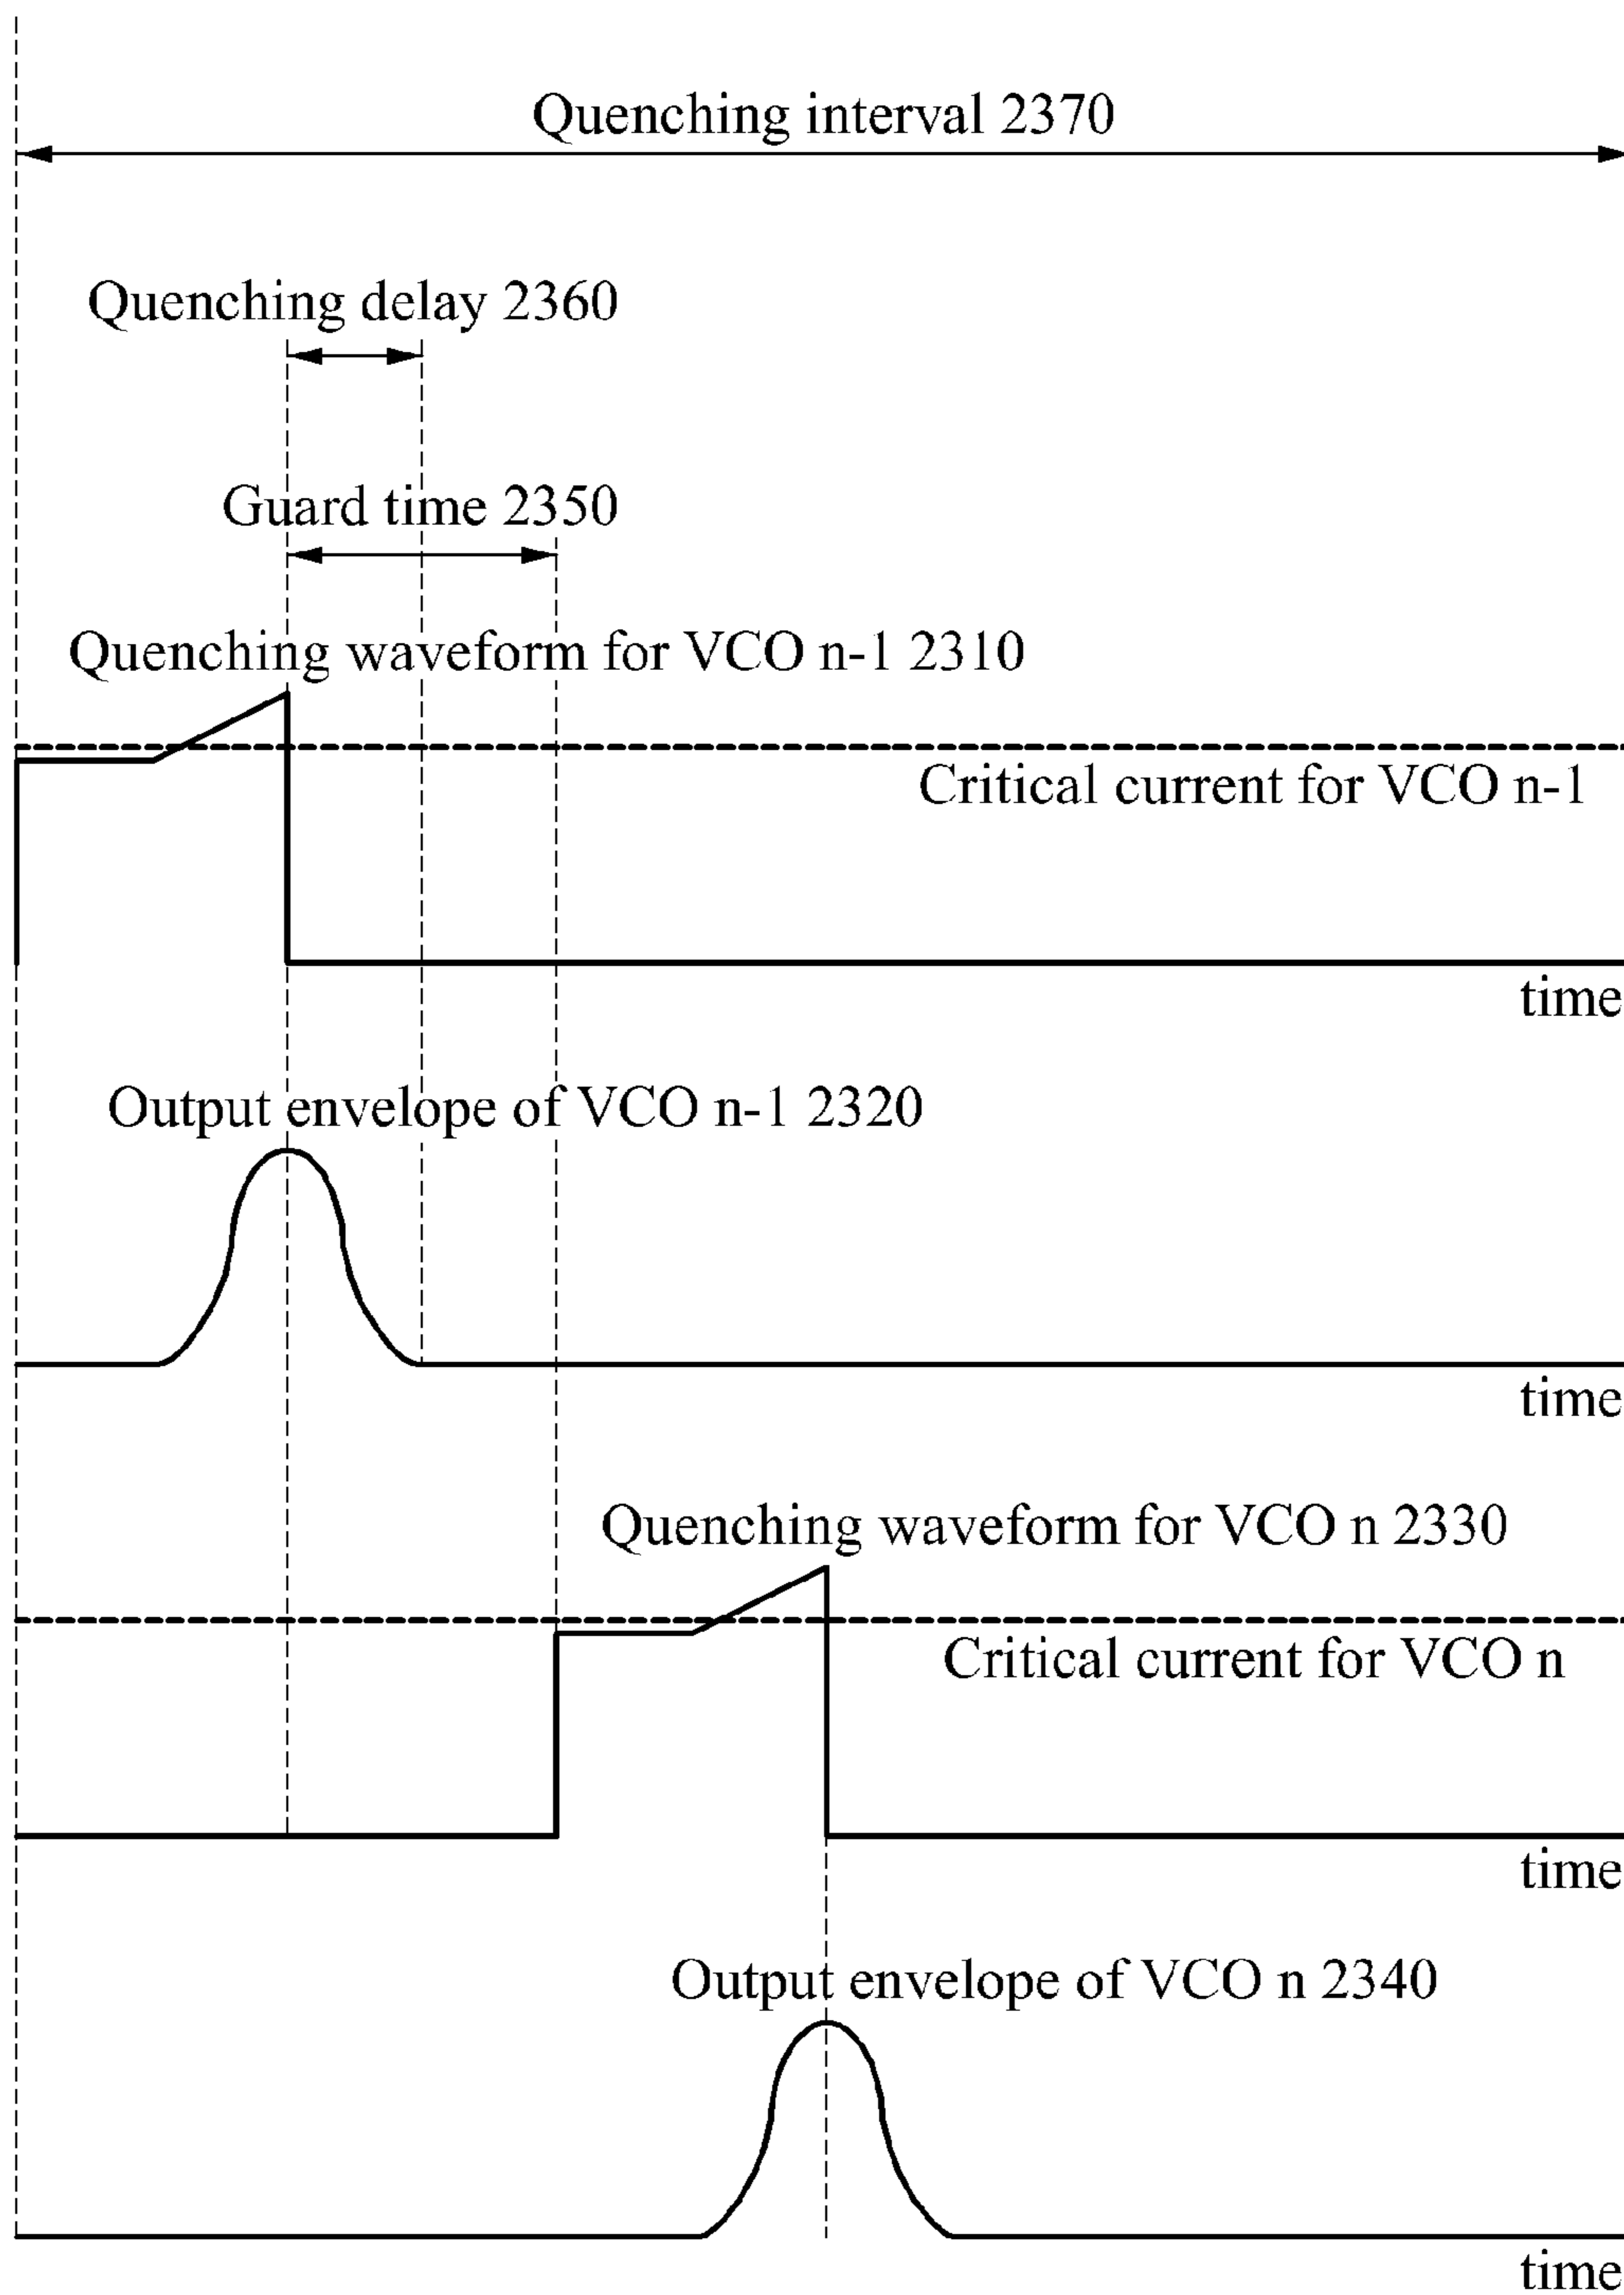 Quenching interval 2370
Quenching delay 2360
Guard time 2350
Quenching waveform for VCO n-1 2310
Critical current for VCO n-1
time
Output envelope of VCO n-1 2320
time
Quenching waveform for VCO n 2330
Critical current for VCO n
time
Output envelope of VCO n 2340
time